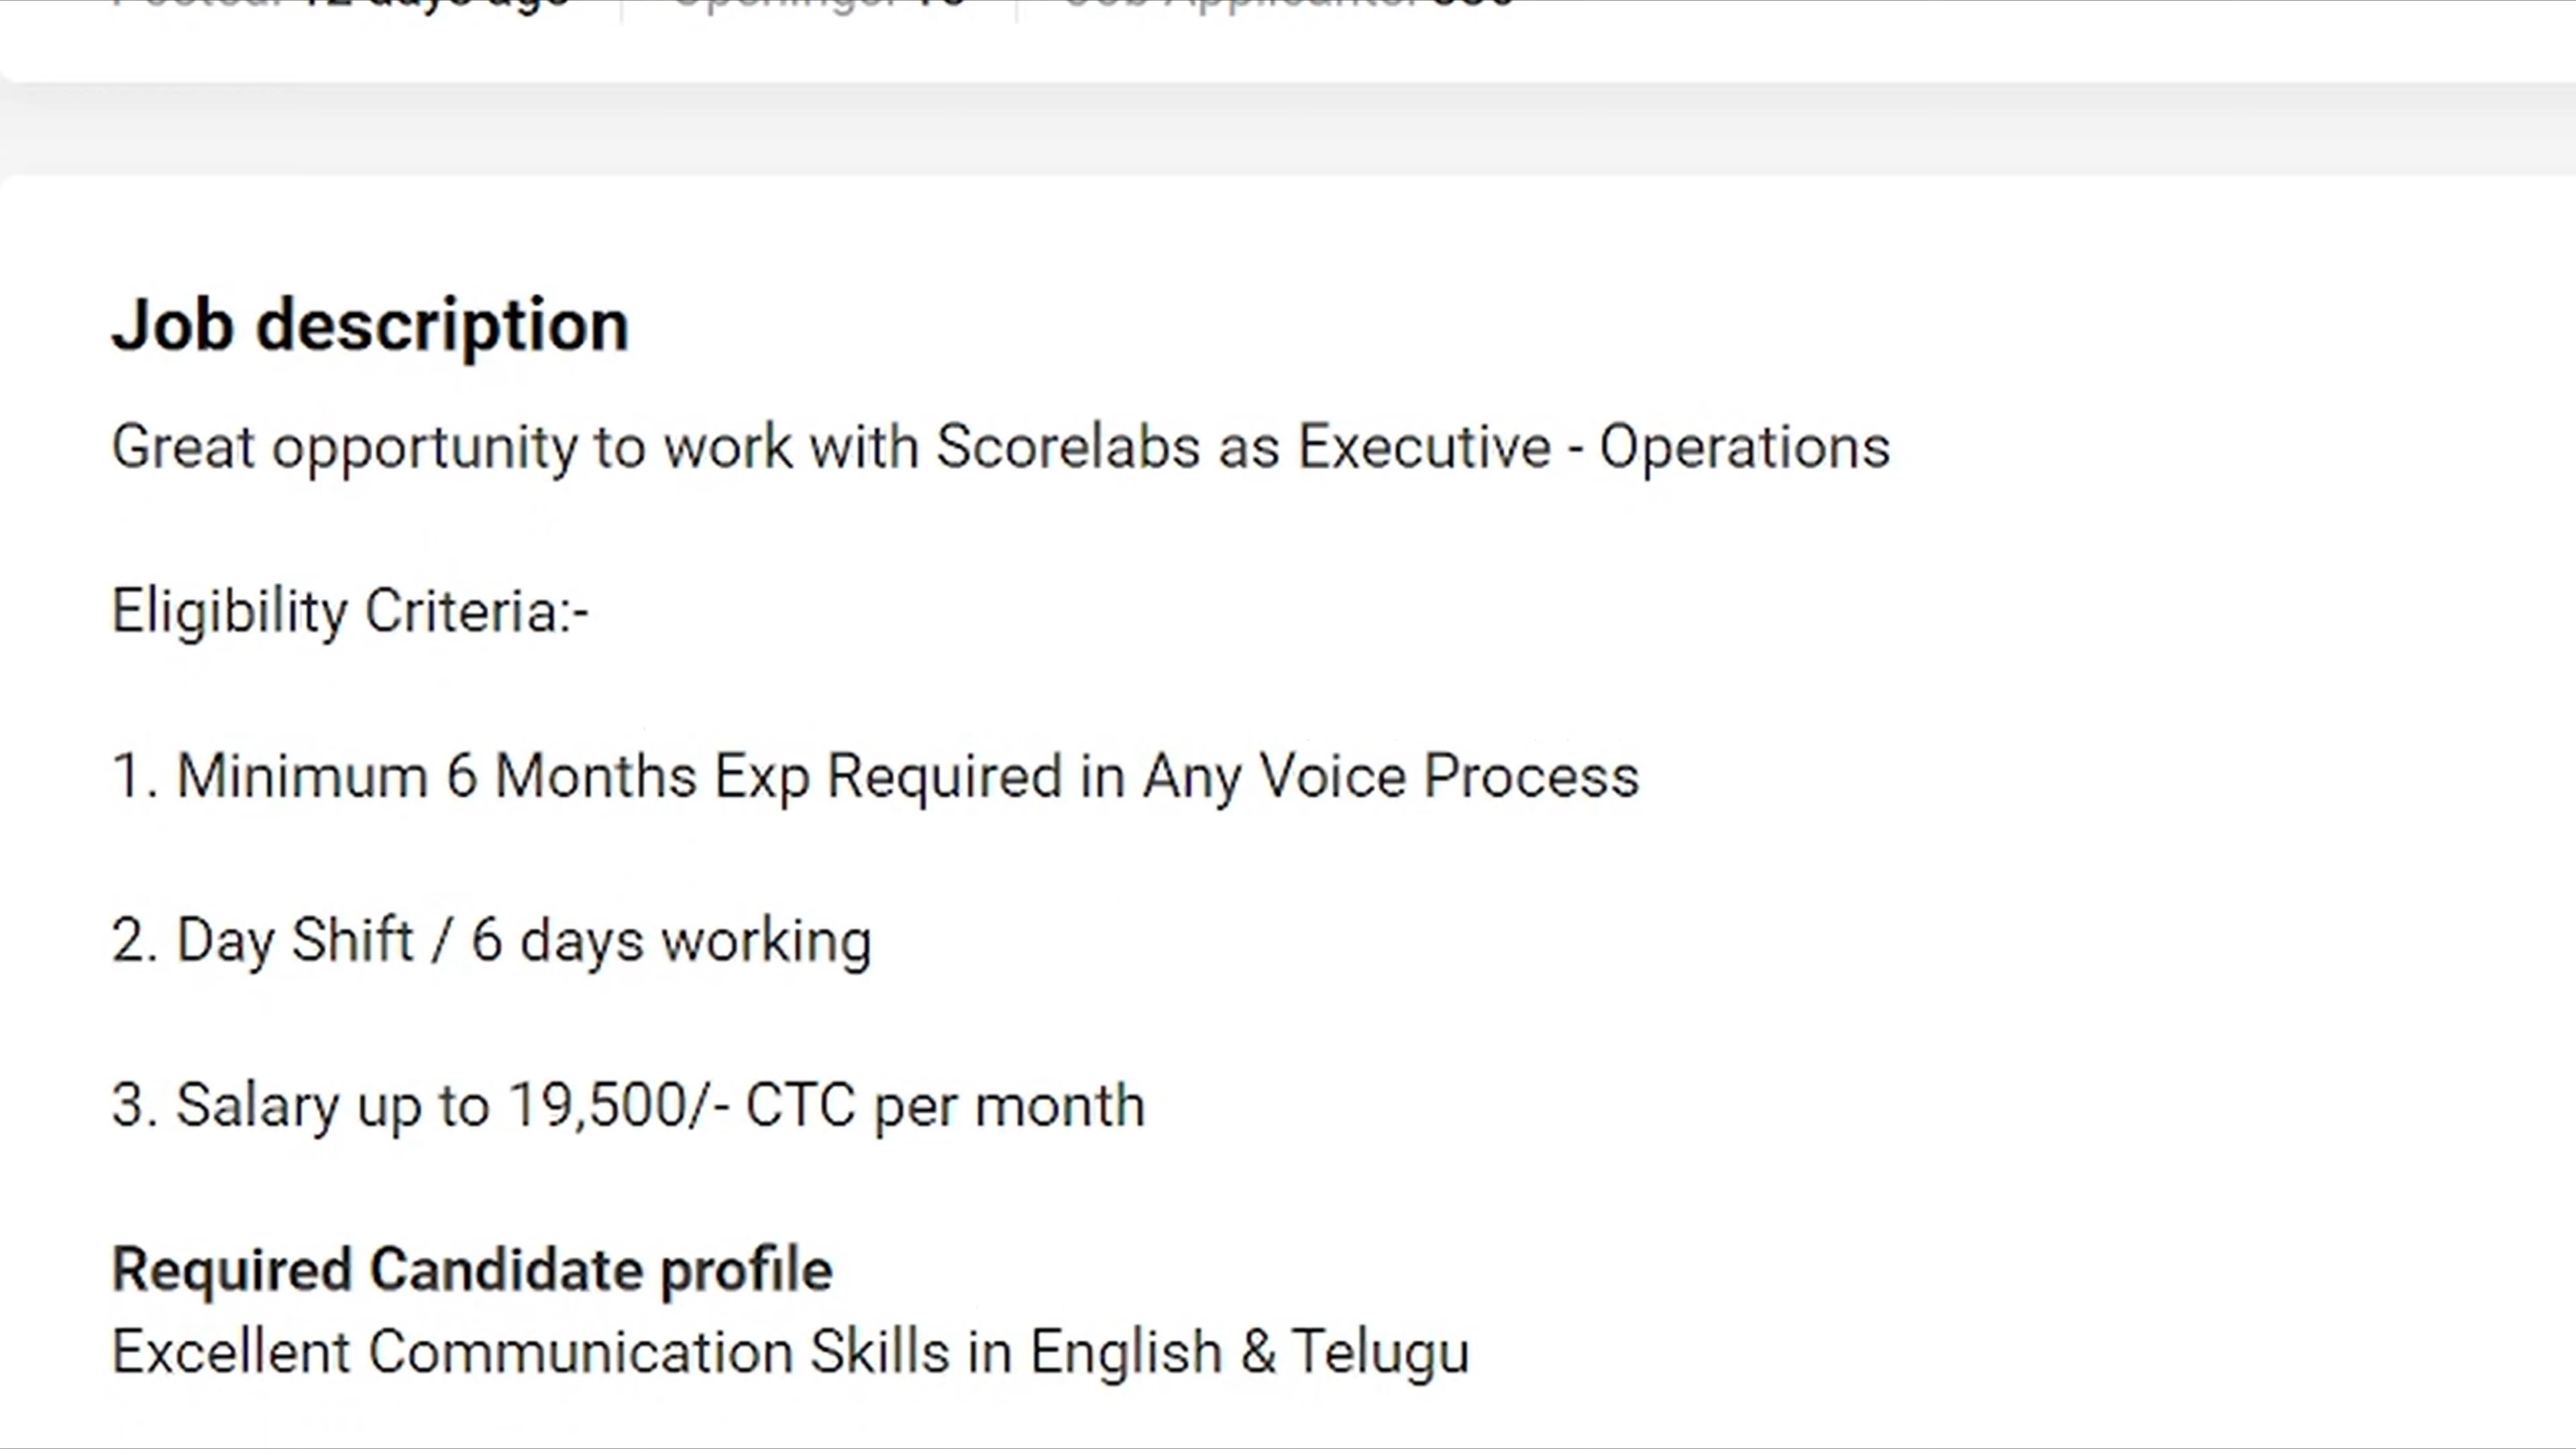 Job description
Great opportunity to work with Scorelabs as Executive - Operations
Eligibility Criteria:-
1. Minimum 6 Months Exp Required in Any Voice Process
2. Day Shift / 6 days working
3. Salary up to 19,500/- CTC per month
Required Candidate profile
Excellent Communication Skills in English & Telugu